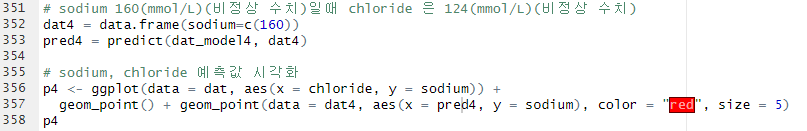 351 # sodium 160(mmol/L)(비정상 수치)일때 chloride 은 124(mmol/L)(비정상 수치)
352 dat4 = data.frame(sodium=c(160))
353 pred4 = predict(dat_model4, dat4)
354
355 # sodium, chloride 예측값 시각화
356 p4 <- ggplot(data = dat, aes(x = chloride, y = sodium)) +
357 geom_point() + geom_point(data = dat4, aes(x = pred4, y = sodium), color = "red", size = 5)
358 p4